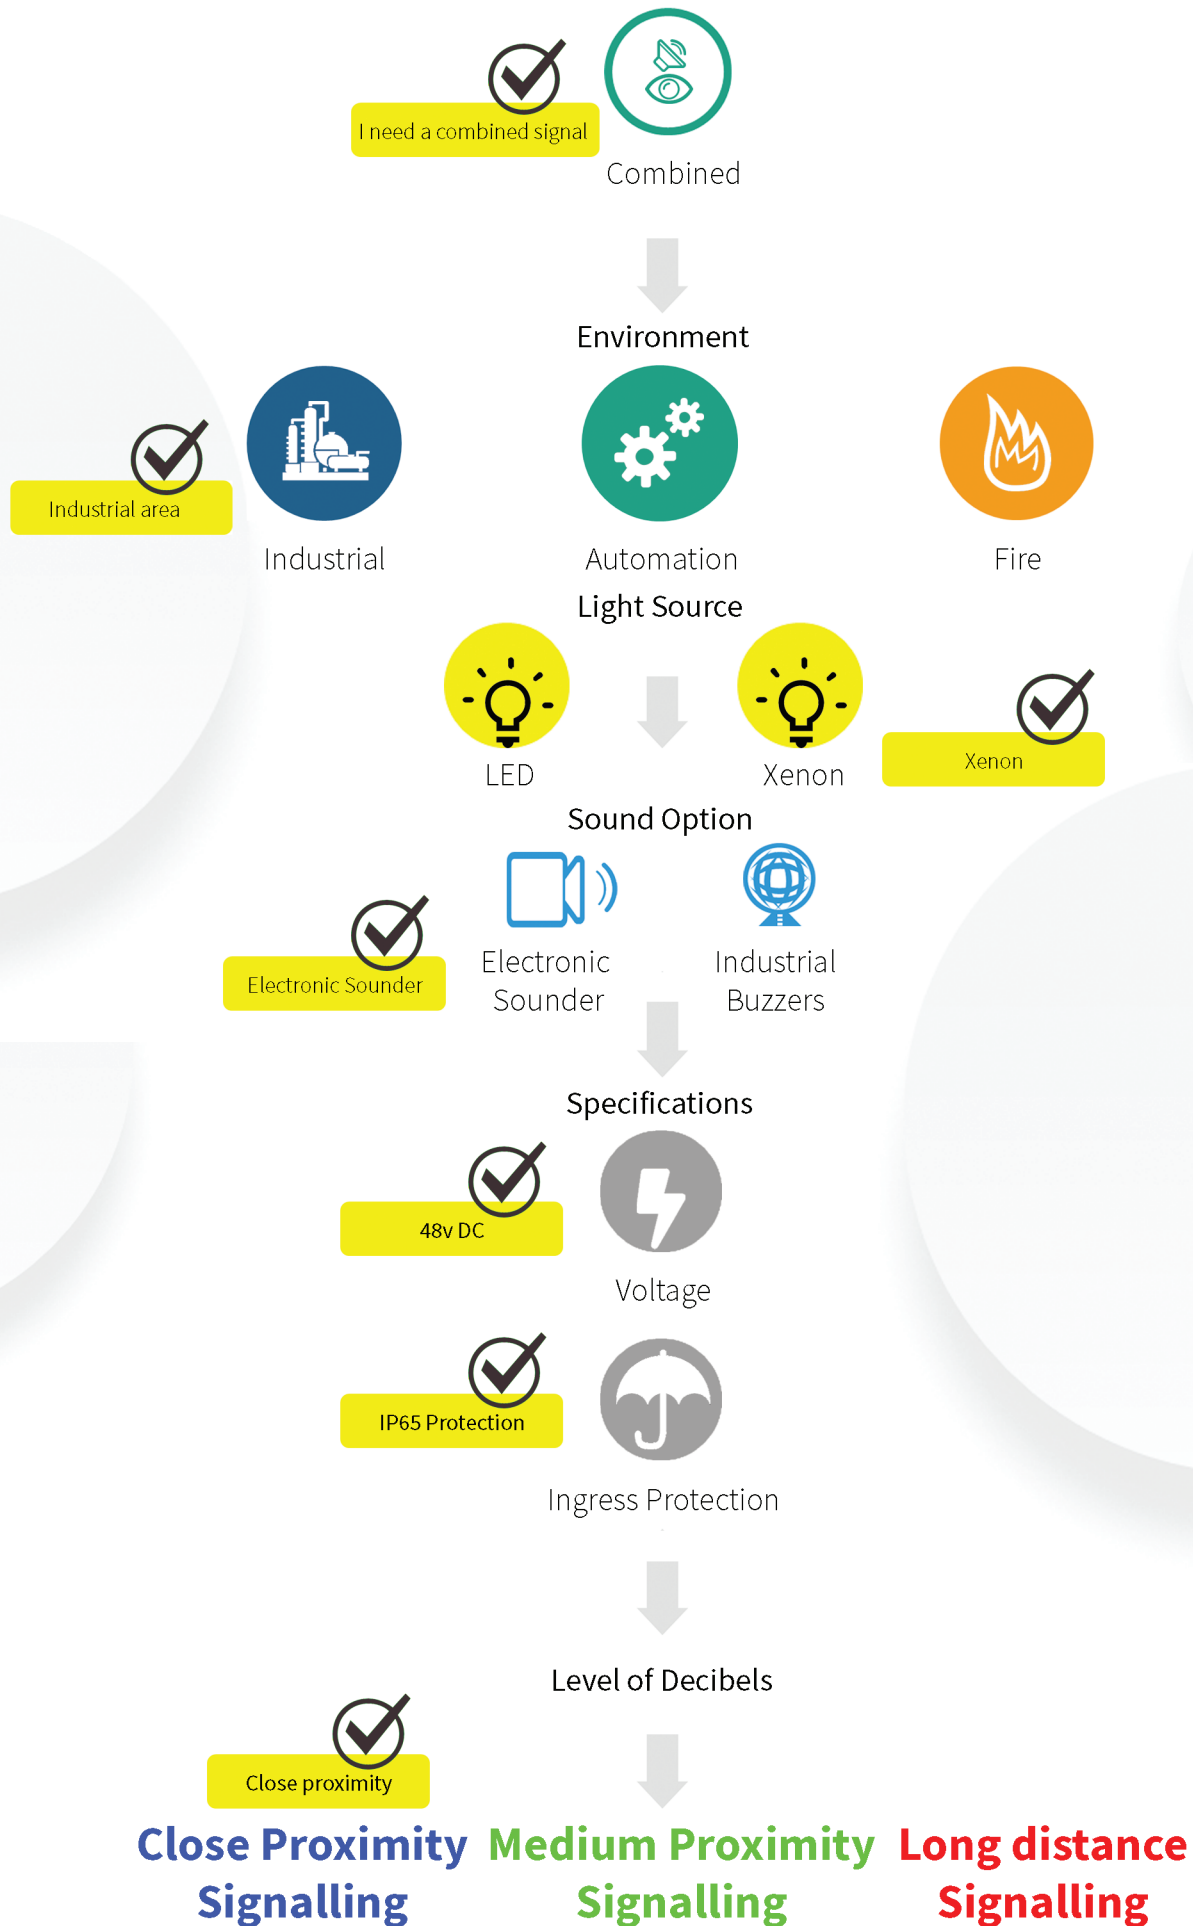 I need a combined signal
Combined
Environment
Industrial area
Industrial
Automation
Fire
Light Source
LED
Xenon
Xenon
Sound Option
Electronic Sounder
Electronic
Sounder
Industrial
Buzzers
Specifications
48v DC
Voltage
IP65 Protection
Ingress Protection
Level of Decibels
Close proximity
Close Proximity
Signalling
Medium Proximity
Signalling
Long distance
Signalling